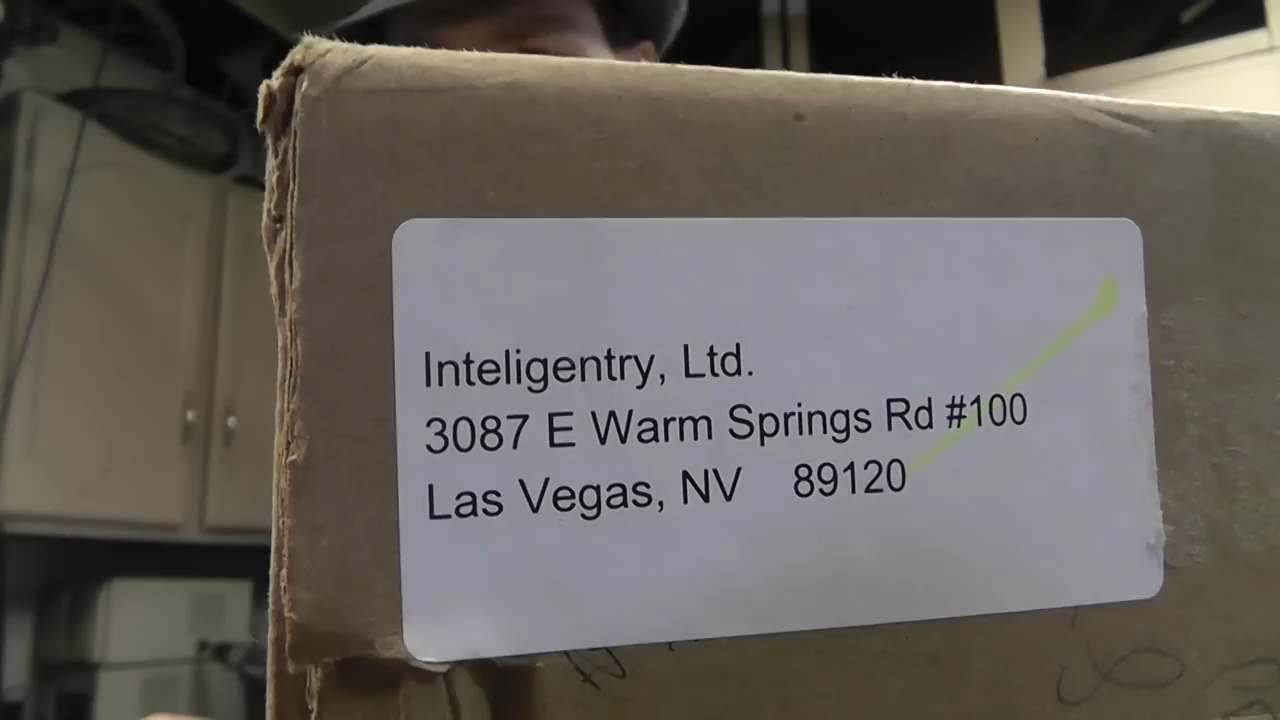 Inteligentry, Ltd.
3087 E Warm Springs Rd #100
Las Vegas, NV 89120